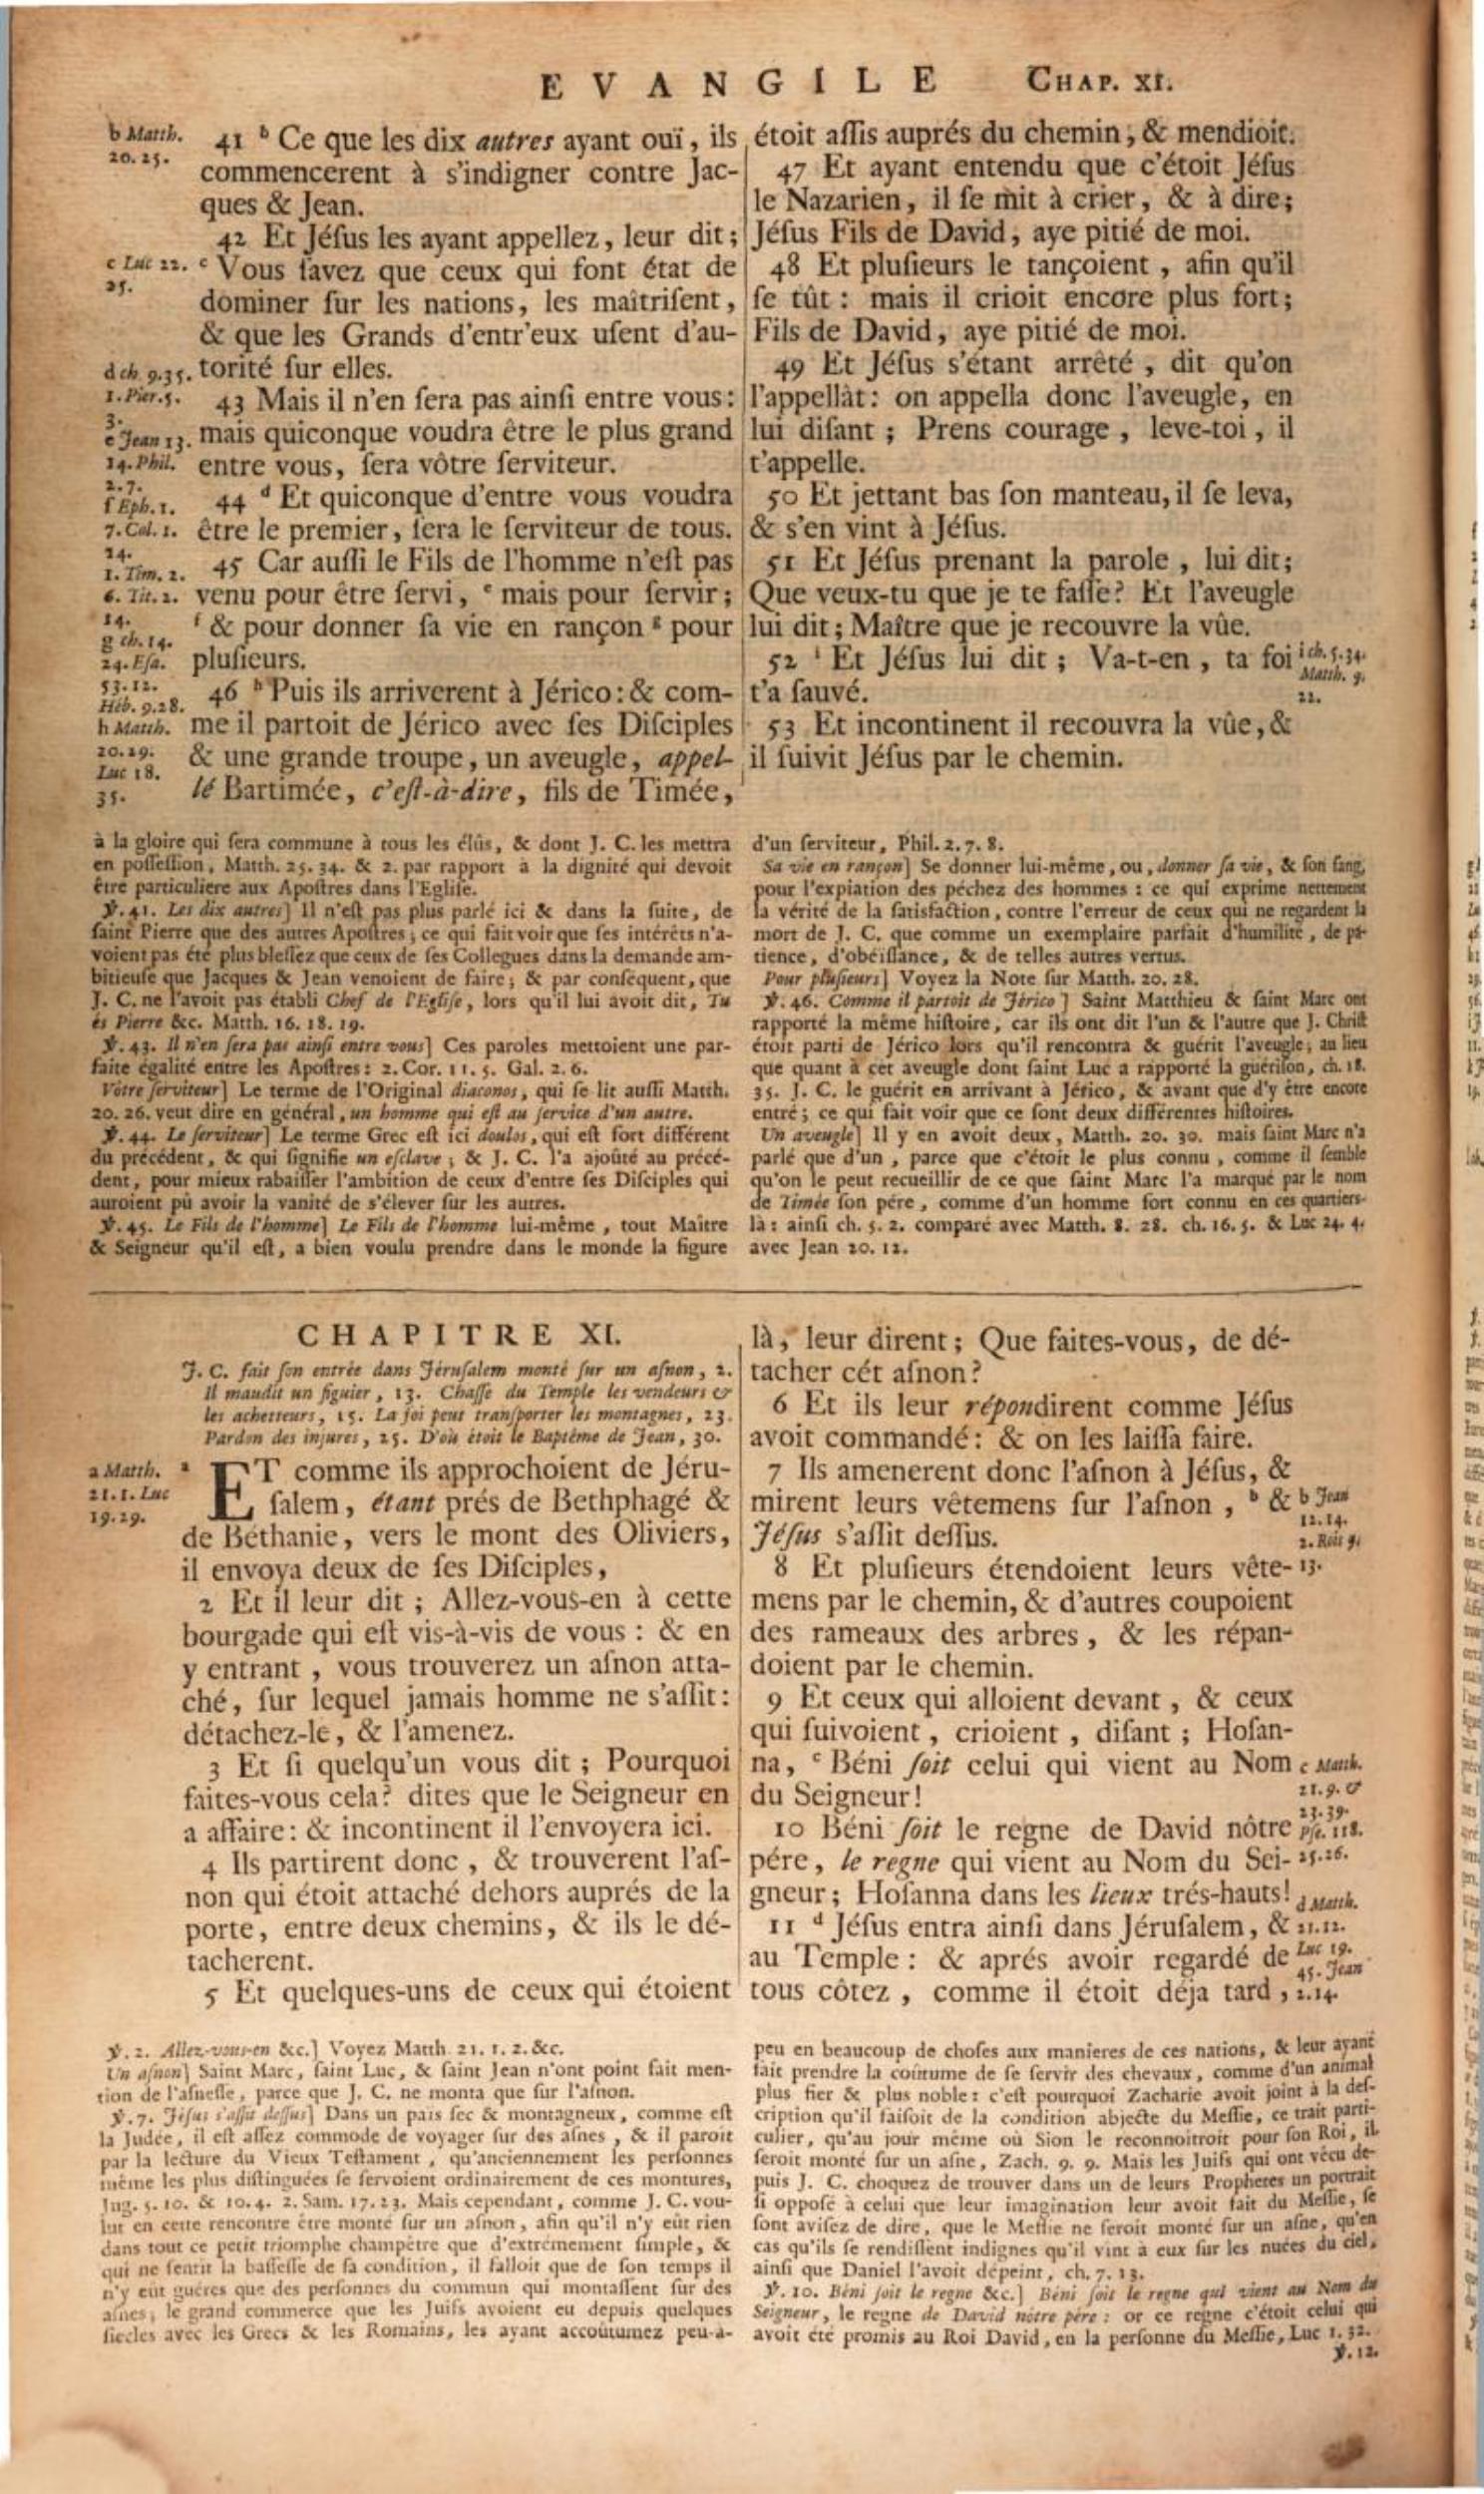 EVANGILE CHAP. XI.
b Matth.
20.25.
41 b Ce que les dix autres ayant ouï, ils
commencerent à s'indigner contre Jac-
ques & Jean.
42 Et Jéſus les ayant appellez, leur dit;
c Luc 22.
25.
c Vous ſavez que ceux qui font état de
dominer ſur les nations, les maîtriſent,
& que les Grands d'entr'eux uſent d'au-
torité ſur elles.
d ch. 9.35.
1.Pier.5.
3.
43 Mais il n'en ſera pas ainſi entre vous:
mais quiconque voudra être le plus grand
entre vous, ſera vôtre ſerviteur.
e Jean 13.
14.Phil.
2.7.
44 d Et quiconque d'entre vous voudra
être le premier, ſera le ſerviteur de tous.
f Eph.1.
7.Col.1.
14.
1.Tim.2.
6.Tit.2.
14.
45 Car auſſi le Fils de l'homme n'eſt pas
venu pour être ſervi, e mais pour ſervir;
f & pour donner ſa vie en rançon g pour
pluſieurs.
g ch.14.
24.Eſa.
53.12.
Héb.9.28.
46 h Puis ils arriverent à Jérico: & com-
me il partoit de Jérico avec ſes Diſciples
& une grande troupe, un aveugle, appel-
lé Bartimée, c'eſt-à-dire, fils de Timée,
h Matth.
20.29.
Luc 18.
35.
étoit aſſis auprés du chemin, & mendioit.
47 Et ayant entendu que c'étoit Jéſus
le Nazarien, il ſe mit à crier, & à dire;
Jéſus Fils de David, aye pitié de moi.
48 Et pluſieurs le tançoient, afin qu'il
ſe tût: mais il crioit encore plus fort;
Fils de David, aye pitié de moi.
49 Et Jéſus s'étant arrêté, dit qu'on
l'appellât: on appella donc l'aveugle, en
lui diſant; Prens courage, leve-toi, il
t'appelle.
50 Et jettant bas ſon manteau, il ſe leva,
& s'en vint à Jéſus.
51 Et Jéſus prenant la parole, lui dit;
Que veux-tu que je te faſſe? Et l'aveugle
lui dit; Maître que je recouvre la vûe.
52 i Et Jéſus lui dit; Va-t-en, ta foi
t'a ſauvé.
i ch.5.34.
Matth. 9.
22.
53 Et incontinent il recouvra la vûe, &
il ſuivit Jéſus par le chemin.
à la gloire qui ſera commune à tous les élûs, & dont J. C. les mettra
en poſſeſſion, Matth. 25. 34. & 2. par rapport à la dignité qui devoit
être particuliere aux Apoſtres dans l'Egliſe.
℣.41. Les dix autres] Il n'eſt pas plus parlé ici & dans la ſuite, de
ſaint Pierre que des autres Apoſtres; ce qui fait voir que ſes intérêts n'a-
voient pas été plus bleſſez que ceux de ſes Collegues dans la demande am-
bitieuſe que Jacques & Jean venoient de faire; & par conſéquent, que
J. C. ne l'avoit pas établi Chef de l'Egliſe, lors qu'il lui avoit dit, Tu
és Pierre &c. Matth. 16. 18. 19.
℣.43. Il n'en ſera pas ainſi entre vous] Ces paroles mettoient une par-
faite égalité entre les Apoſtres: 2. Cor. 11. 5. Gal. 2. 6.
Vôtre ſerviteur] Le terme de l'Original diaconos, qui ſe lit auſſi Matth.
20. 26. veut dire en général, un homme qui eſt au ſervice d'un autre.
℣.44. Le ſerviteur] Le terme Grec eſt ici doulos, qui eſt fort différent
du précédent, & qui ſignifie un eſclave; & J. C. l'a ajoûté au précé-
dent, pour mieux rabaiſſer l'ambition de ceux d'entre ſes Diſciples qui
auroient pû avoir la vanité de s'élever ſur les autres.
℣.45. Le Fils de l'homme] Le Fils de l'homme lui-même, tout Maître
& Seigneur qu'il eſt, a bien voulu prendre dans le monde la figure
d'un ſerviteur, Phil. 2. 7. 8.
Sa vie en rançon] Se donner lui-même, ou, donner ſa vie, & ſon ſang,
pour l'expiation des péchez des hommes: ce qui exprime nettement
la vérité de la ſatisfaction, contre l'erreur de ceux qui ne regardent la
mort de J. C. que comme un exemplaire parfait d'humilité, de pa-
tience, d'obéiſſance, & de telles autres vertus.
Pour pluſieurs] Voyez la Note ſur Matth. 20. 28.
℣.46. Comme il partoit de Jérico] Saint Matthieu & ſaint Marc ont
rapporté la même hiſtoire, car ils ont dit l'un & l'autre que J. Chriſt
étoit parti de Jérico lors qu'il rencontra & guérit l'aveugle; au lieu
que quant à cét aveugle dont ſaint Luc a rapporté la guériſon, ch. 18.
35. J. C. le guérit en arrivant à Jérico, & avant que d'y être encore
entré; ce qui fait voir que ce ſont deux différentes hiſtoires.
Un aveugle] Il y en avoit deux, Matth. 20. 30. mais ſaint Marc n'a
parlé que d'un, parce que c'étoit le plus connu, comme il ſemble
qu'on le peut recueillir de ce que ſaint Marc l'a marqué par le nom
de Timée ſon pére, comme d'un homme fort connu en ces quartiers-
là: ainſi ch. 5. 2. comparé avec Matth. 8. 28. ch. 16. 5. & Luc 24. 4.
avec Jean 20. 12.
CHAPITRE XI.
J. C. fait ſon entrée dans Jéruſalem monté ſur un aſnon, 2.
Il maudit un figuier, 13. Chaſſe du Temple les vendeurs &
les achetteurs, 15. La foi peut tranſporter les montagnes, 23.
Pardon des injures, 25. D'où étoit le Baptême de Jean, 30.
a Matth.
21.1.Luc
19.29.
a ET comme ils approchoient de Jéru-
ſalem, étant prés de Bethphagé &
de Béthanie, vers le mont des Oliviers,
il envoya deux de ſes Diſciples,
2 Et il leur dit; Allez-vous-en à cette
bourgade qui eſt vis-à-vis de vous: & en
y entrant, vous trouverez un aſnon atta-
ché, ſur lequel jamais homme ne s'aſſit:
détachez-le, & l'amenez.
3 Et ſi quelqu'un vous dit; Pourquoi
faites-vous cela? dites que le Seigneur en
a affaire: & incontinent il l'envoyera ici.
4 Ils partirent donc, & trouverent l'aſ-
non qui étoit attaché dehors auprés de la
porte, entre deux chemins, & ils le dé-
tacherent.
5 Et quelques-uns de ceux qui étoient
là, leur dirent; Que faites-vous, de dé-
tacher cét aſnon?
6 Et ils leur répondirent comme Jéſus
avoit commandé: & on les laiſſa faire.
7 Ils amenerent donc l'aſnon à Jéſus, &
mirent leurs vêtemens ſur l'aſnon, b &
Jéſus s'aſſit deſſus.
b Jean
12.14.
2. Rois 9.
13.
8 Et pluſieurs étendoient leurs vête-
mens par le chemin, & d'autres coupoient
des rameaux des arbres, & les répan-
doient par le chemin.
9 Et ceux qui alloient devant, & ceux
qui ſuivoient, crioient, diſant; Hoſan-
na, c Béni ſoit celui qui vient au Nom
du Seigneur!
c Matth.
21.9. &
23.39.
Pſe. 118.
25.26.
10 Béni ſoit le regne de David nôtre
pére, le regne qui vient au Nom du Sei-
gneur; Hoſanna dans les lieux trés-hauts!
11 d Jéſus entra ainſi dans Jéruſalem, &
au Temple: & aprés avoir regardé de
tous côtez, comme il étoit déja tard,
d Matth.
21.12.
Luc 19.
45. Jean
2.14.
℣.2. Allez-vous-en &c.] Voyez Matth. 21. 1. 2. &c.
Un aſnon] Saint Marc, ſaint Luc, & ſaint Jean n'ont point fait men-
tion de l'aſneſſe, parce que J. C. ne monta que ſur l'aſnon.
℣.7. Jéſus s'aſſit deſſus] Dans un païs ſec & montagneux, comme eſt
la Judée, il eſt aſſez commode de voyager ſur des aſnes, & il paroit
par la lecture du Vieux Teſtament, qu'anciennement les perſonnes
même les plus diſtinguées ſe ſervoient ordinairement de ces montures,
Jug. 5. 10. & 10. 4. 2. Sam. 17. 23. Mais cependant, comme J. C. vou-
lut en cette rencontre être monté ſur un aſnon, afin qu'il n'y eût rien
dans tout ce petit triomphe champêtre que d'extrémement ſimple, &
qui ne ſentît la baſſeſſe de ſa condition, il falloit que de ſon temps il
n'y eût guéres que des perſonnes du commun qui montaſſent ſur des
aſnes; le grand commerce que les Juifs avoient eu depuis quelques
ſiecles avec les Grecs & les Romains, les ayant accoûtumez peu-à-
peu en beaucoup de choſes aux manieres de ces nations, & leur ayant
fait prendre la coûtume de ſe ſervir des chevaux, comme d'un animal
plus fier & plus noble: c'eſt pourquoi Zacharie avoit joint à la deſ-
cription qu'il faiſoit de la condition abjecte du Meſſie, ce trait parti-
culier, qu'au jour même où Sion le reconnoitroit pour ſon Roi, il
ſeroit monté ſur un aſne, Zach. 9. 9. Mais les Juifs qui ont vécu de-
puis J. C. choquez de trouver dans un de leurs Prophetes un portrait
ſi oppoſé à celui que leur imagination leur avoit fait du Meſſie, ſe
ſont aviſez de dire, que le Meſſie ne ſeroit monté ſur un aſne, qu'en
cas qu'ils ſe rendiſſent indignes qu'il vint à eux ſur les nuées du ciel,
ainſi que Daniel l'avoit dépeint, ch. 7. 13.
℣.10. Béni ſoit le regne &c.] Béni ſoit le regne qui vient au Nom du
Seigneur, le regne de David nôtre pére: or ce regne c'étoit celui qui
avoit été promis au Roi David, en la perſonne du Meſſie, Luc 1. 32.
℣.12.